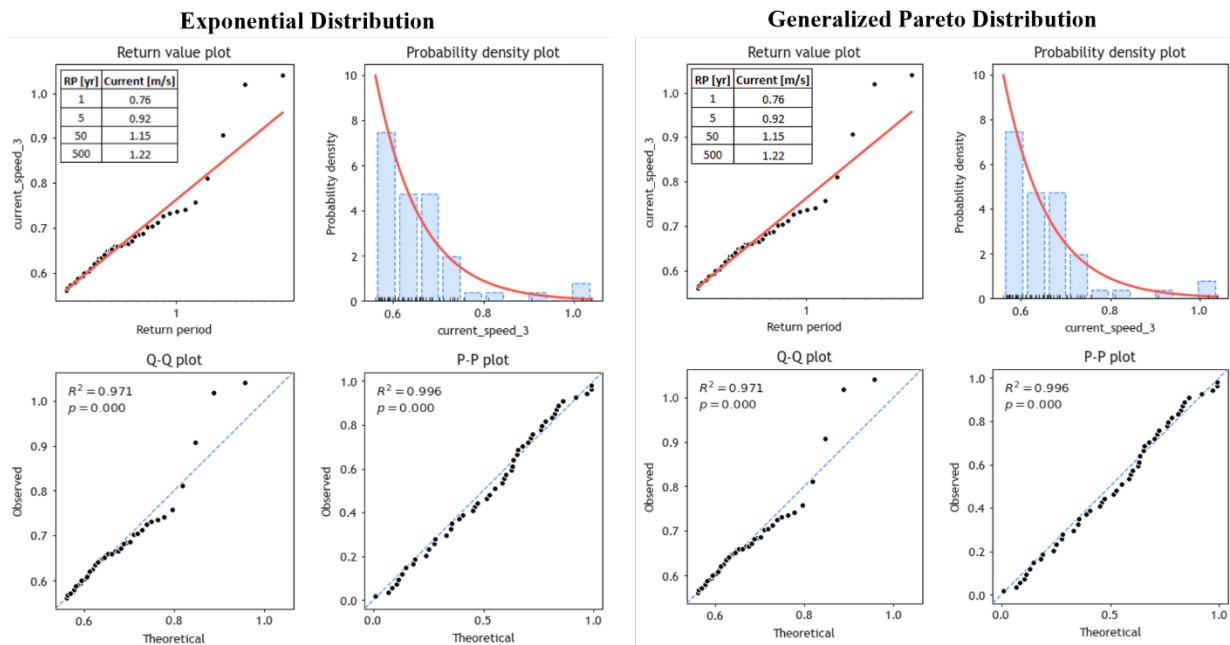 Exponential Distribution
Return value plot
RP [yr] Current [m/s]
1 0.76
5 0.92
50 1.15
500 1.22
1.0
0.9
0.8
0.7
0.6
current_speed_3
1
Return period
Probability density plot
10
8
6
4
2
0
Probability density
0.6 0.8 1.0
current_speed_3
Q-Q plot
R² = 0.971
p = 0.000
1.0
0.9
0.8
0.7
0.6
Observed
0.6 0.8 1.0
Theoretical
P-P plot
R² = 0.996
p = 0.000
1.0
0.8
0.6
0.4
0.2
0.0
0.0 0.5 1.0
Theoretical
Generalized Pareto Distribution
Return value plot
RP [yr] Current [m/s]
1 0.76
5 0.92
50 1.15
500 1.22
1.0
0.9
0.8
0.7
0.6
current_speed_3
1
Return period
Probability density plot
10
8
6
4
2
0
Probability density
0.6 0.8 1.0
current_speed_3
Q-Q plot
R² = 0.971
p = 0.000
1.0
0.9
0.8
0.7
0.6
Observed
0.6 0.8 1.0
Theoretical
P-P plot
R² = 0.996
p = 0.000
1.0
0.8
0.6
0.4
0.2
0.0
0.0 0.5 1.0
Theoretical